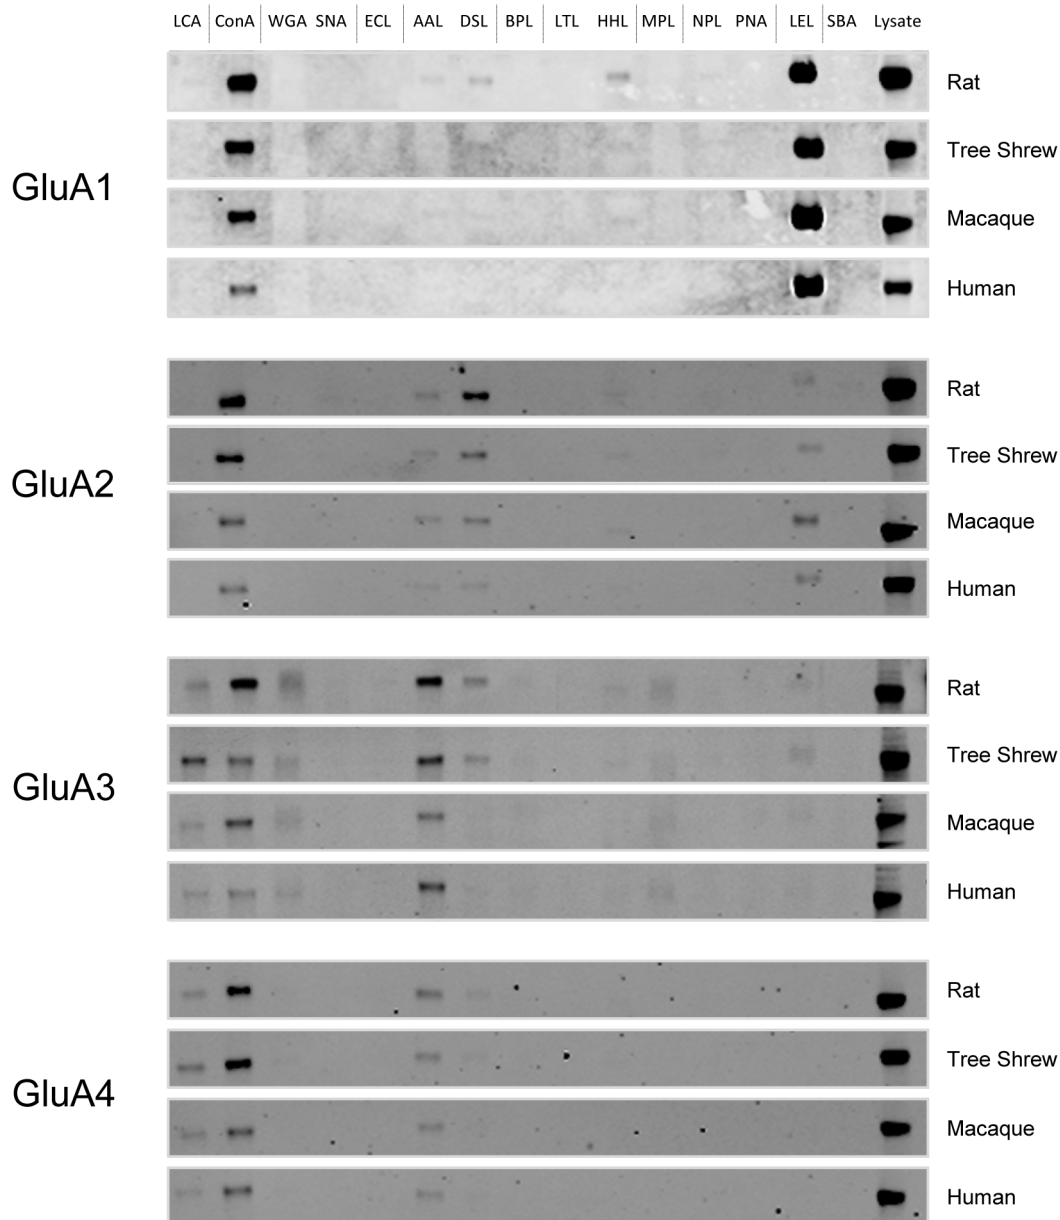 LCA ConA WGA SNA ECL AAL DSL BPL LTL HHL MPL NPL PNA LEL SBA Lysate
GluA1
Rat
Tree Shrew
Macaque
Human
GluA2
Rat
Tree Shrew
Macaque
Human
GluA3
Rat
Tree Shrew
Macaque
Human
GluA4
Rat
Tree Shrew
Macaque
Human